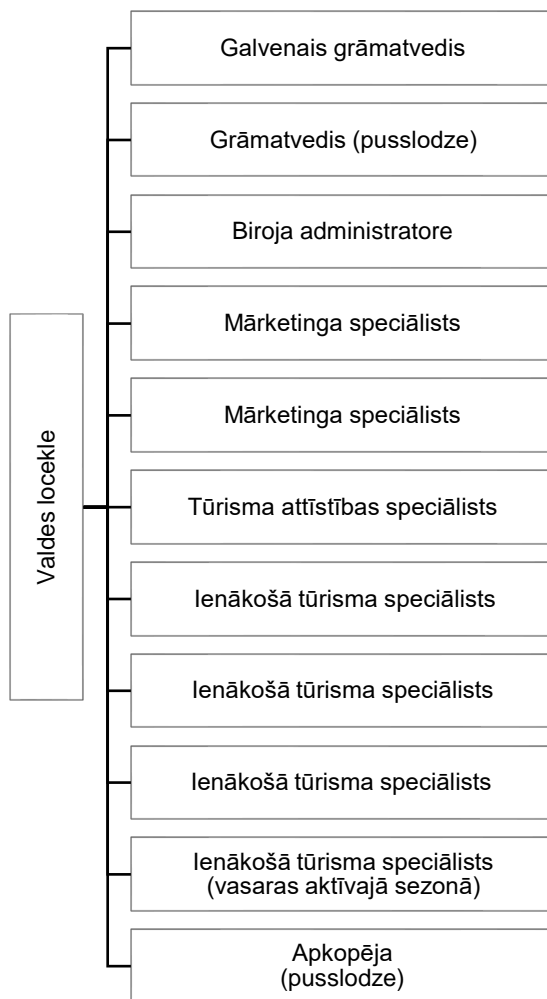 Galvenais grāmatvedis
Grāmatvedis (pusslodze)
Biroja administratore
Mārketinga speciālists
Valdes locekle
Mārketinga speciālists
Tūrisma attīstības speciālists
Ienākošā tūrisma speciālists
Ienākošā tūrisma speciālists
Ienākošā tūrisma speciālists
Ienākošā tūrisma speciālists
(vasaras aktīvajā sezonā)
Apkopēja
(pusslodze)